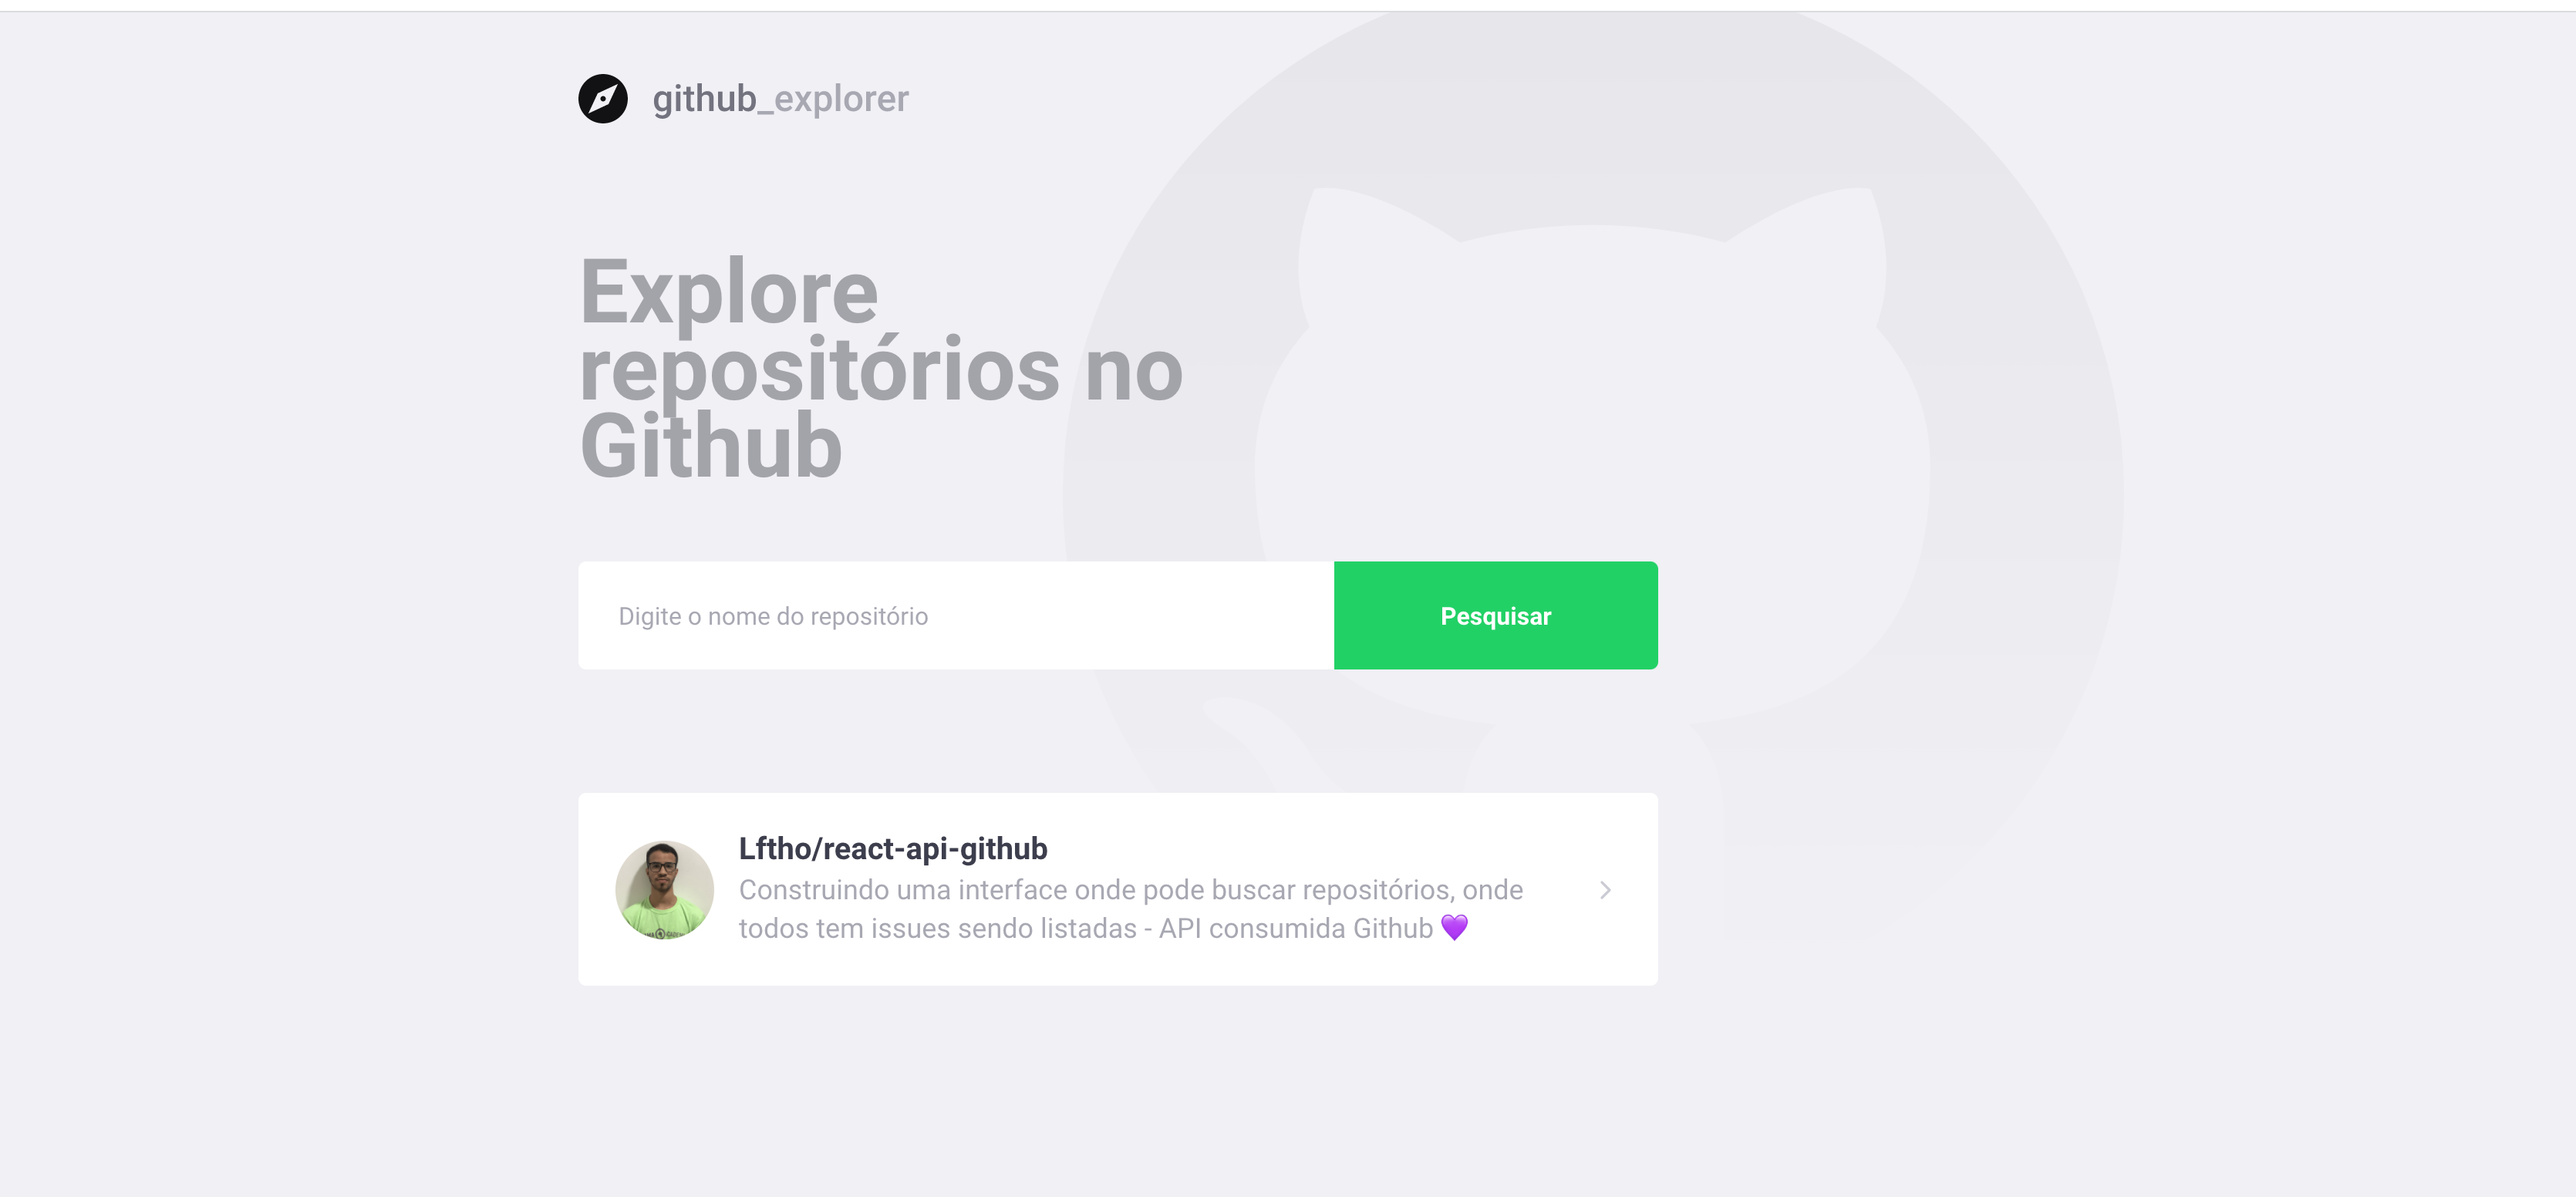 github_explorer
Explore
repositórios no
Github
Digite o nome do repositório
Pesquisar
Lftho/react-api-github
Construindo uma interface onde pode buscar repositórios, onde
todos tem issues sendo listadas - API consumida Github 💜